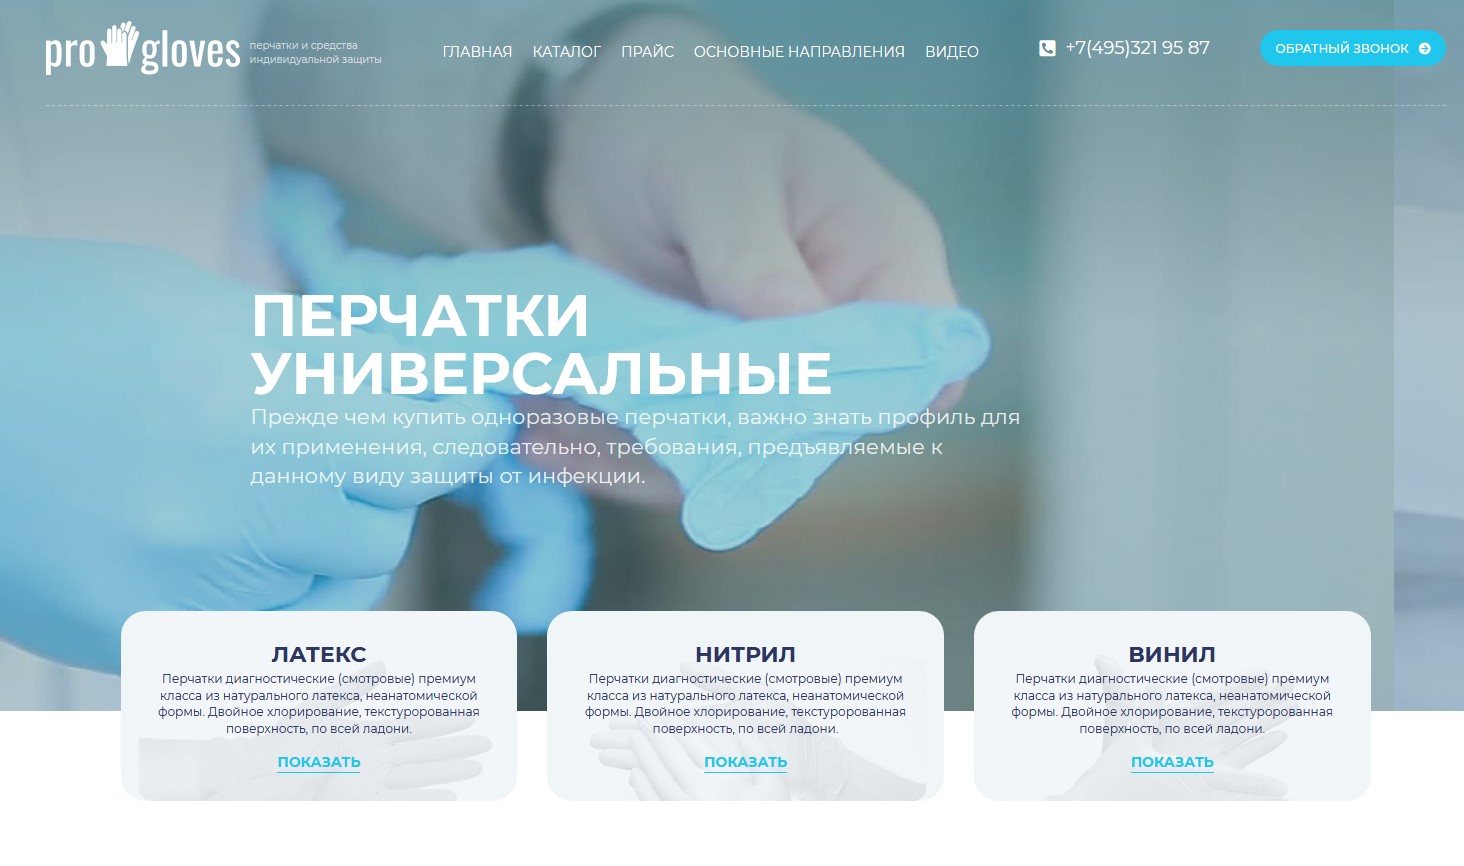 pro gloves
перчатки и средства
индивидуальной защиты
ГЛАВНАЯ КАТАЛОГ ПРАЙС ОСНОВНЫЕ НАПРАВЛЕНИЯ ВИДЕО
+7(495)321 95 87
ОБРАТНЫЙ ЗВОНОК
ПЕРЧАТКИ
УНИВЕРСАЛЬНЫЕ
Прежде чем купить одноразовые перчатки, важно знать профиль для
их применения, следовательно, требования, предъявляемые к
данному виду защиты от инфекции.
ЛАТЕКС
Перчатки диагностические (смотровые) премиум
класса из натурального латекса, неанатомической
формы. Двойное хлорирование, текстуророванная
поверхность, по всей ладони.
ПОКАЗАТЬ
НИТРИЛ
Перчатки диагностические (смотровые) премиум
класса из натурального латекса, неанатомической
формы. Двойное хлорирование, текстуророванная
поверхность, по всей ладони.
ПОКАЗАТЬ
ВИНИЛ
Перчатки диагностические (смотровые) премиум
класса из натурального латекса, неанатомической
формы. Двойное хлорирование, текстуророванная
поверхность, по всей ладони.
ПОКАЗАТЬ